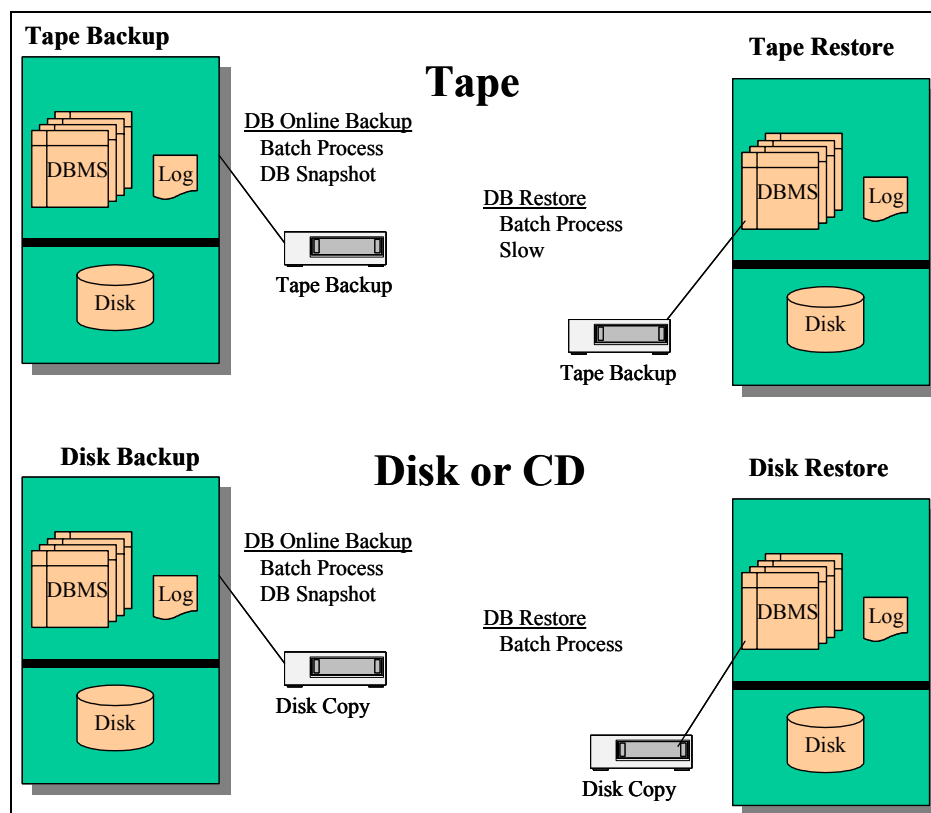 Tape Backup
Tape Restore
Tape
DB Online Backup
Batch Process
DB Snapshot
DBMS
Log
DB Restore
Batch Process
Slow
DBMS
Log
Tape Backup
Disk
Disk
Tape Backup
Disk Backup
Disk or CD
Disk Restore
DB Online Backup
Batch Process
DB Snapshot
DBMS
Log
DB Restore
Batch Process
DBMS
Log
Disk Copy
Disk
Disk
Disk Copy